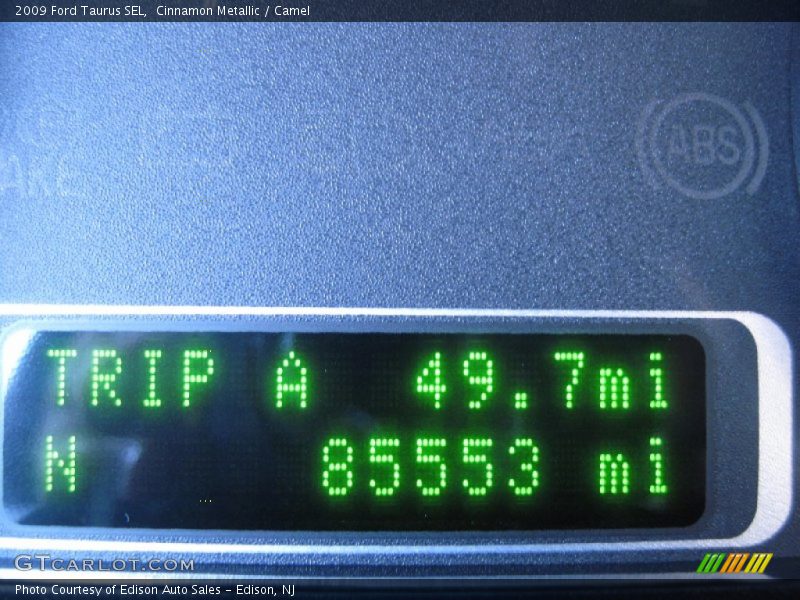 2009 Ford Taurus SEL,  Cinnamon Metallic / Camel
ABS
AKE
TRIP A 49.7mi
N 85553 mi
GTCARLOT.COM
Photo Courtesy of Edison Auto Sales - Edison, NJ